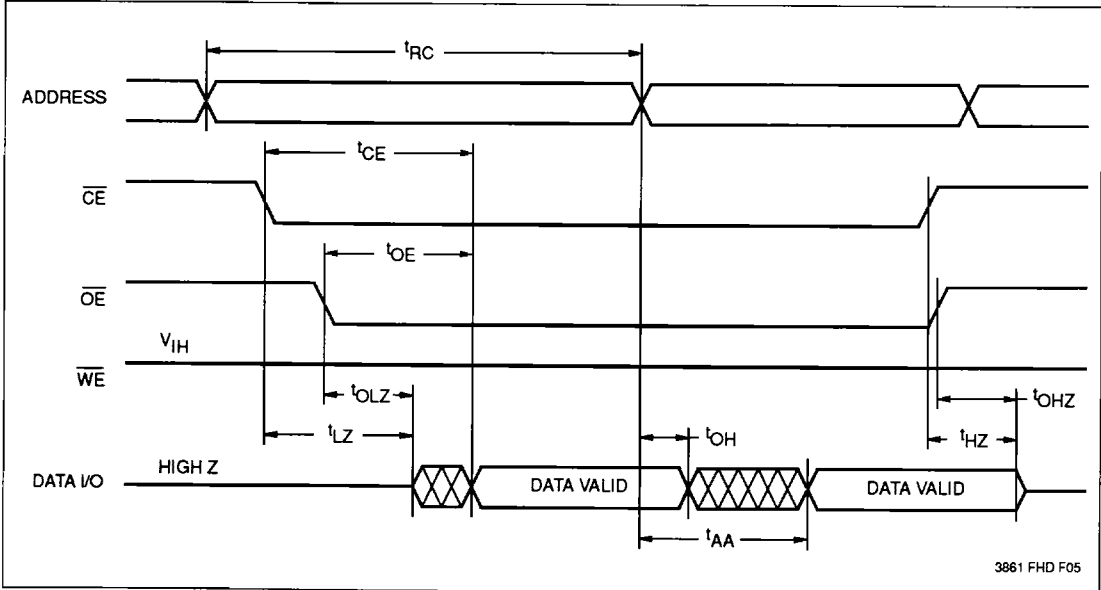 tRC
ADDRESS
tCE
CE
tOE
OE
VIH
WE
tOLZ
tOHZ
tLZ
tOH
tHZ
HIGH Z
DATA I/O
DATA VALID
DATA VALID
tAA
3861 FHD F05